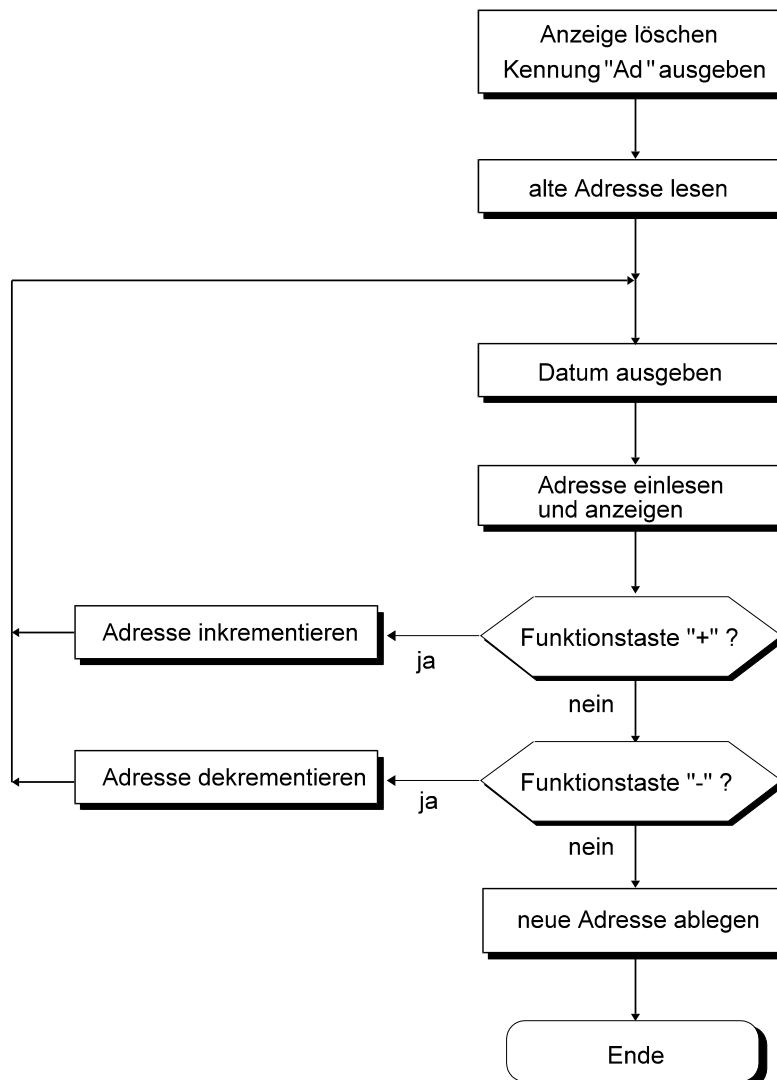 Anzeige löschen
Kennung "Ad" ausgeben
alte Adresse lesen
Datum ausgeben
Adresse einlesen
und anzeigen
Adresse inkrementieren
ja
Funktionstaste "+" ?
nein
Adresse dekrementieren
ja
Funktionstaste "-" ?
nein
neue Adresse ablegen
Ende